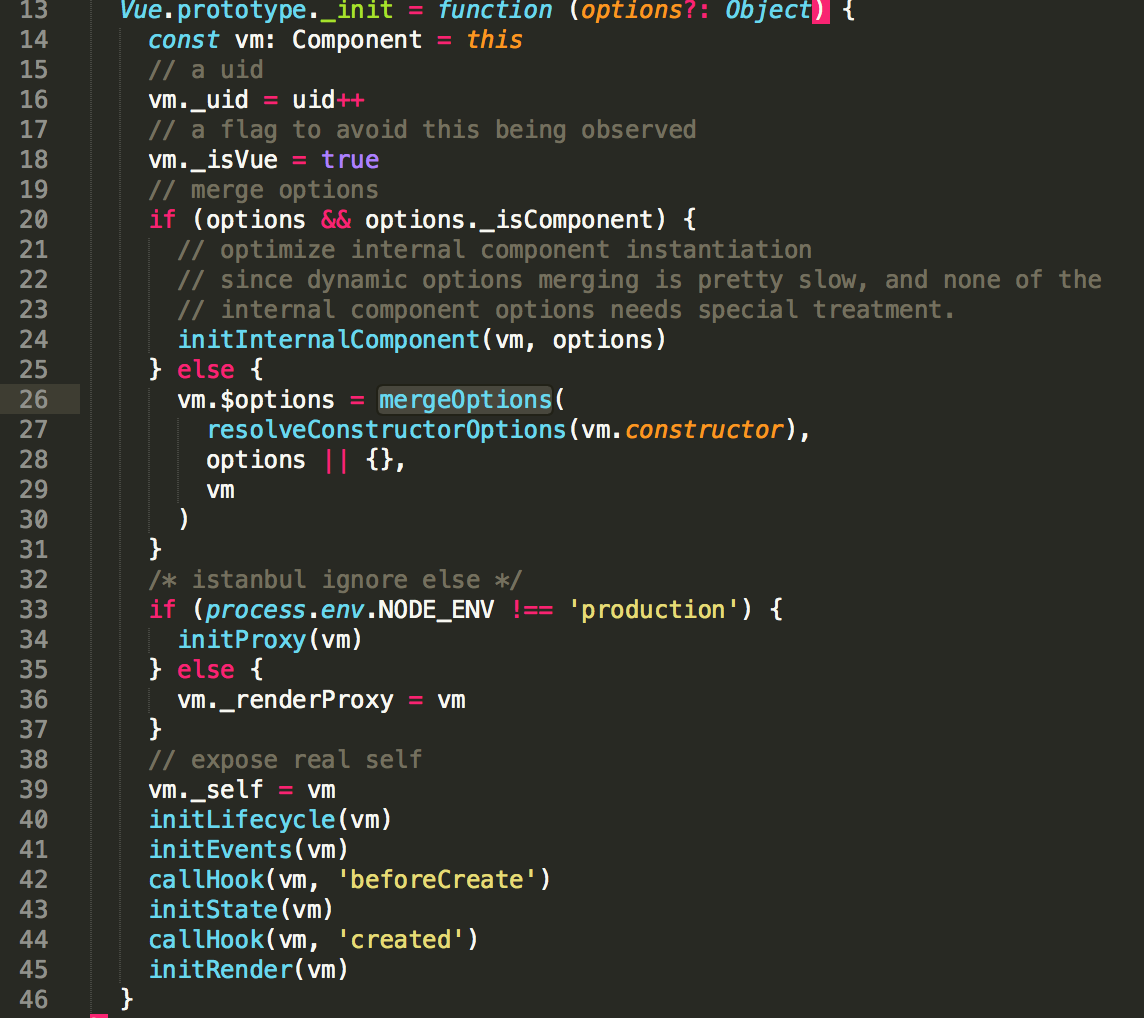 13 Vue.prototype._init = function (options?: Object) {
14 const vm: Component = this
15 // a uid
16 vm._uid = uid++
17 // a flag to avoid this being observed
18 vm._isVue = true
19 // merge options
20 if (options && options._isComponent) {
21 // optimize internal component instantiation
22 // since dynamic options merging is pretty slow, and none of the
23 // internal component options needs special treatment.
24 initInternalComponent(vm, options)
25 } else {
26 vm.$options = mergeOptions(
27 resolveConstructorOptions(vm.constructor),
28 options || {},
29 vm
30 )
31 }
32 /* istanbul ignore else */
33 if (process.env.NODE_ENV !== 'production') {
34 initProxy(vm)
35 } else {
36 vm._renderProxy = vm
37 }
38 // expose real self
39 vm._self = vm
40 initLifecycle(vm)
41 initEvents(vm)
42 callHook(vm, 'beforeCreate')
43 initState(vm)
44 callHook(vm, 'created')
45 initRender(vm)
46 }